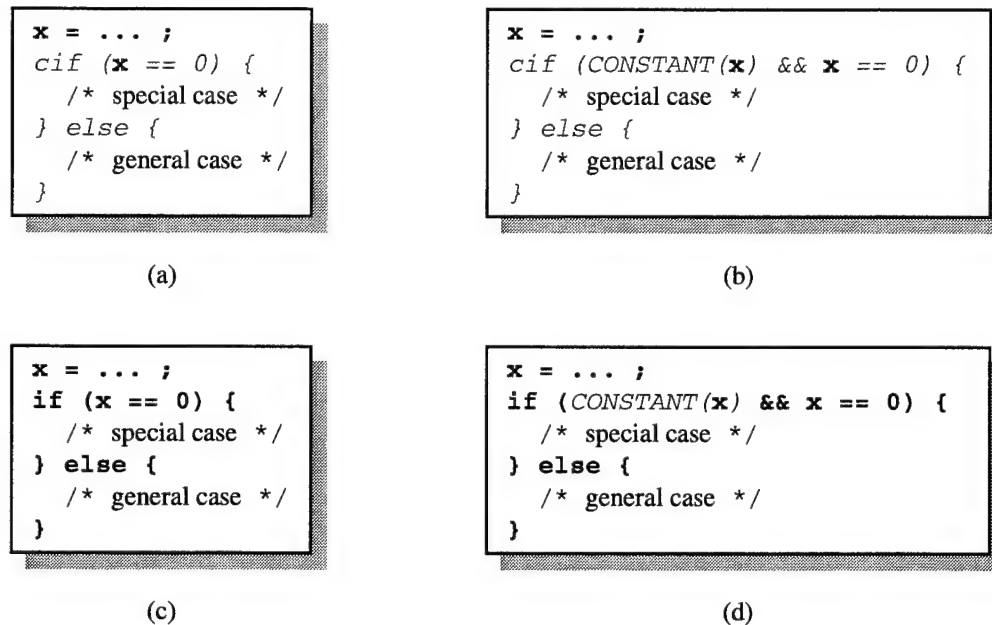 x = ... ;
cif (x == 0) {
/* special case */
} else {
/* general case */
}
(a)
x = ... ;
cif (CONSTANT(x) && x == 0) {
/* special case */
} else {
/* general case */
}
(b)
x = ... ;
if (x == 0) {
/* special case */
} else {
/* general case */
}
(c)
x = ... ;
if (CONSTANT(x) && x == 0) {
/* special case */
} else {
/* general case */
}
(d)